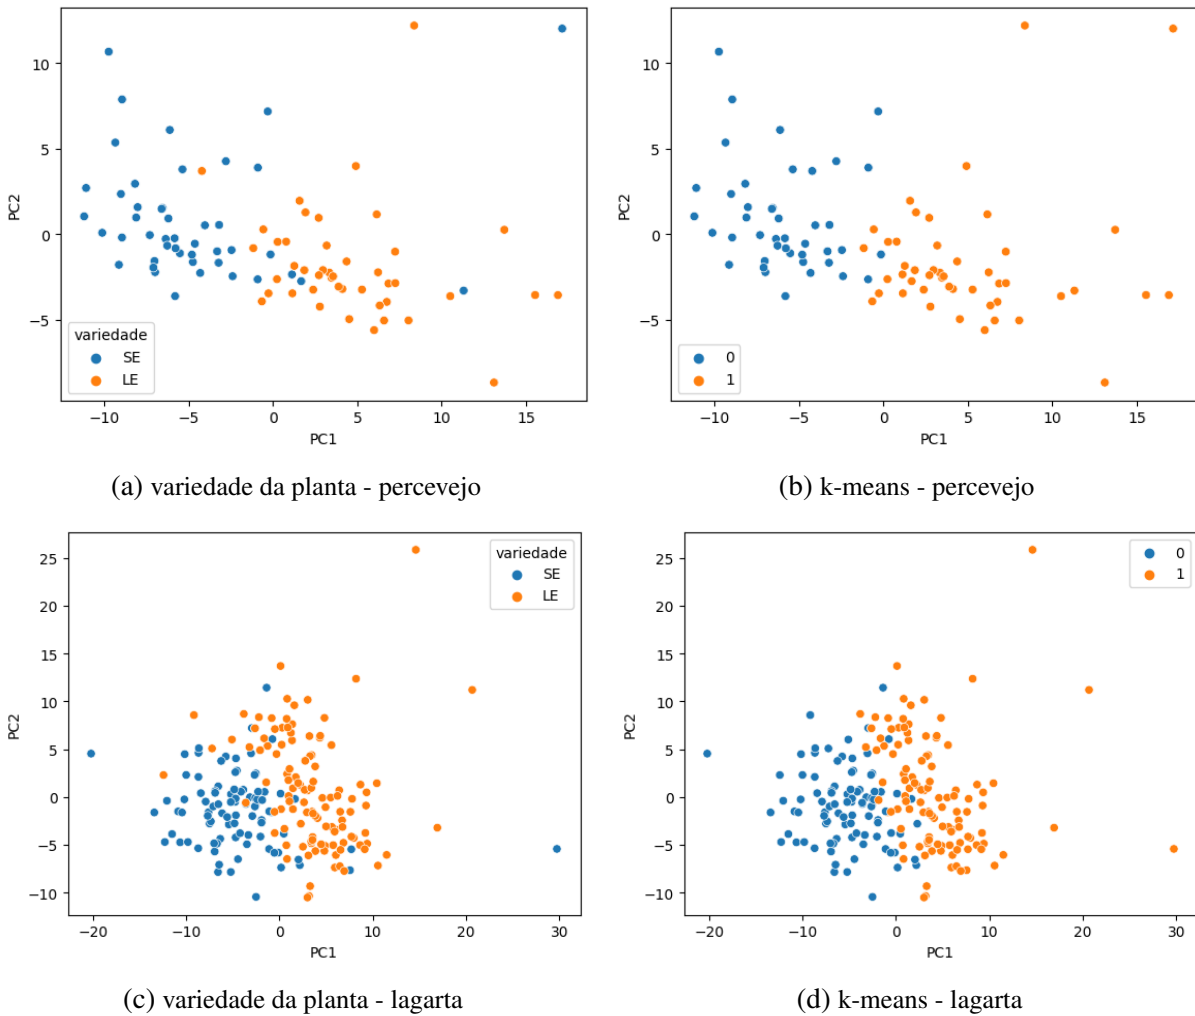 10
5
0
−5
PC2
variedade
SE
LE
−10 −5 0 5 10 15
PC1
(a) variedade da planta - percevejo
10
5
0
−5
PC2
0
1
−10 −5 0 5 10 15
PC1
(b) k-means - percevejo
25
20
15
10
5
0
−5
−10
PC2
variedade
SE
LE
−20 −10 0 10 20 30
PC1
(c) variedade da planta - lagarta
25
20
15
10
5
0
−5
−10
PC2
0
1
−20 −10 0 10 20 30
PC1
(d) k-means - lagarta